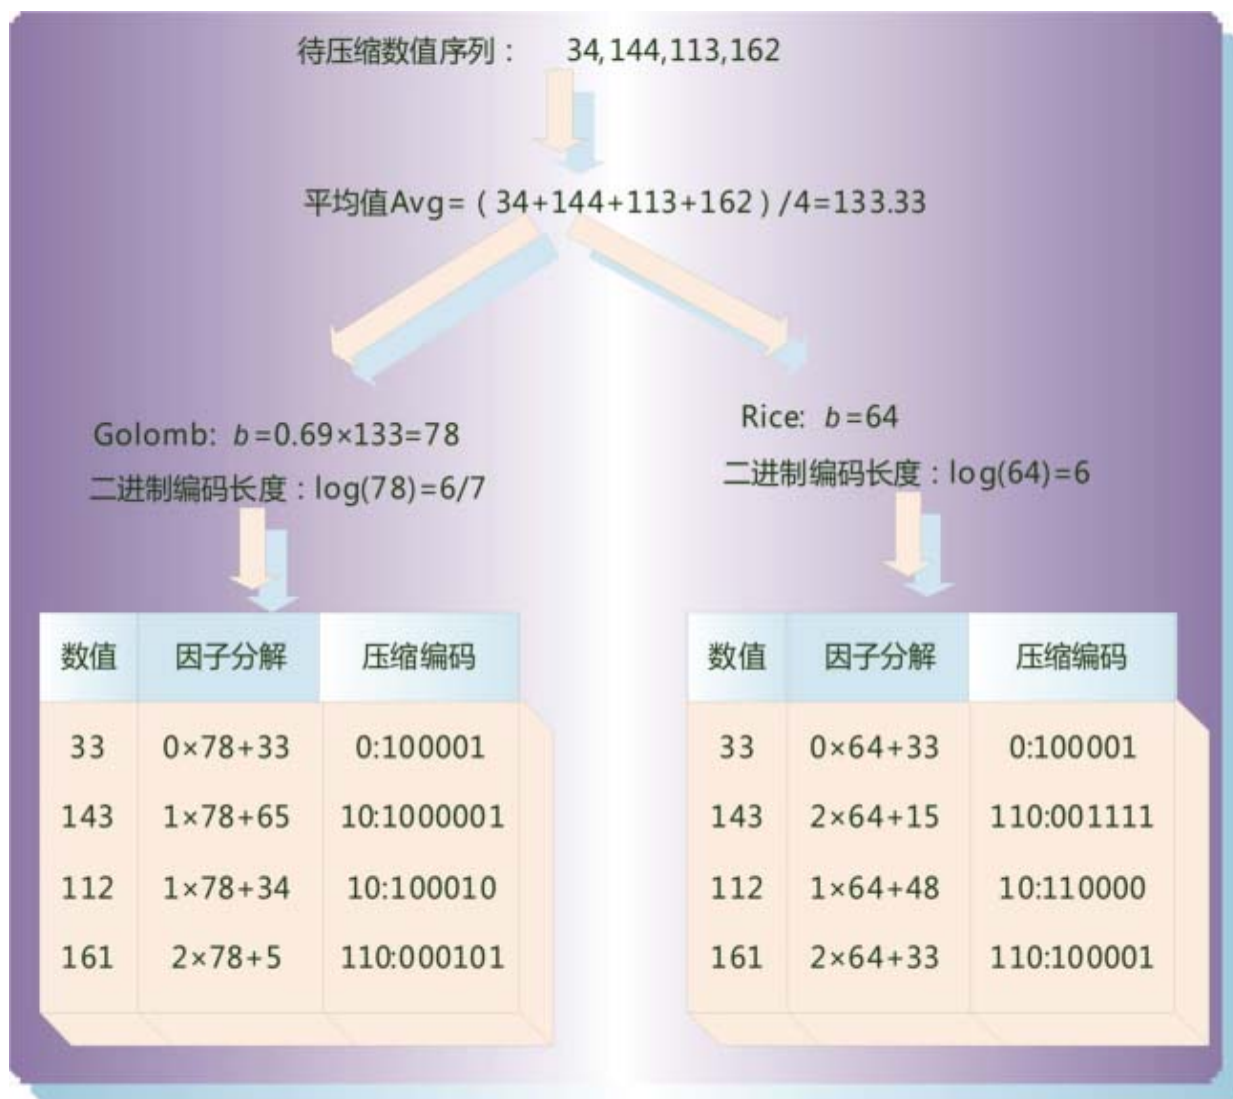 待压缩数值序列： 34,144,113,162
平均值Avg=（34+144+113+162）/4=133.33
Golomb: b=0.69×133=78
二进制编码长度：log(78)=6/7
Rice: b=64
二进制编码长度：log(64)=6
数值 因子分解 压缩编码
33 0×78+33 0:100001
143 1×78+65 10:1000001
112 1×78+34 10:100010
161 2×78+5 110:000101
数值 因子分解 压缩编码
33 0×64+33 0:100001
143 2×64+15 110:001111
112 1×64+48 10:110000
161 2×64+33 110:100001